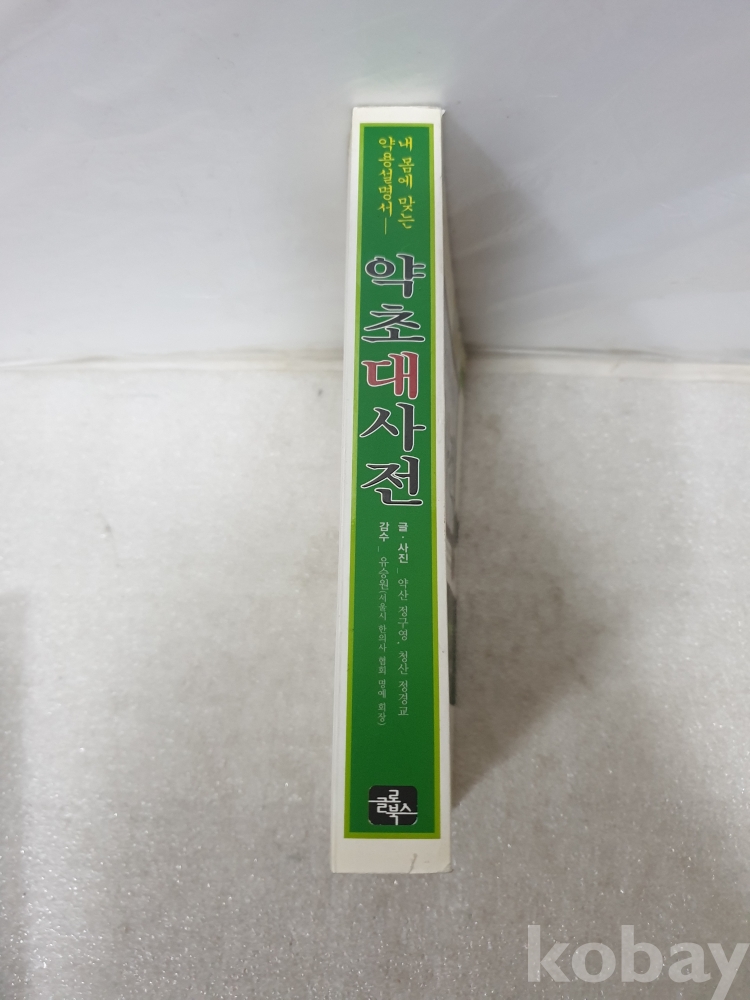 내 몸에 맞는
약용설명서—
약초대사전
글·사진_ 약산 정구영·청산 정경교
감수_ 유승원(서울시 한의사 협회 명예 회장)
글로북스
kobay